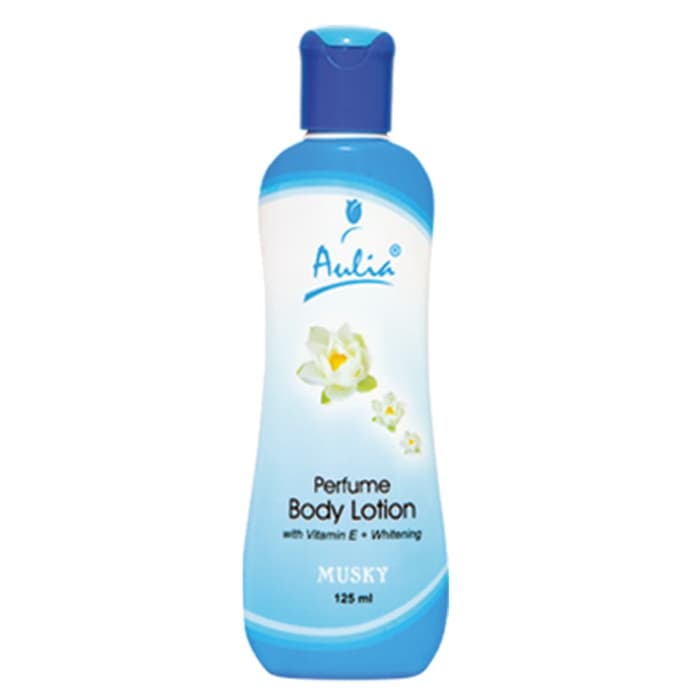 Aulia®
Perfume
Body Lotion
with Vitamin E + Whitening
MUSKY
125 ml